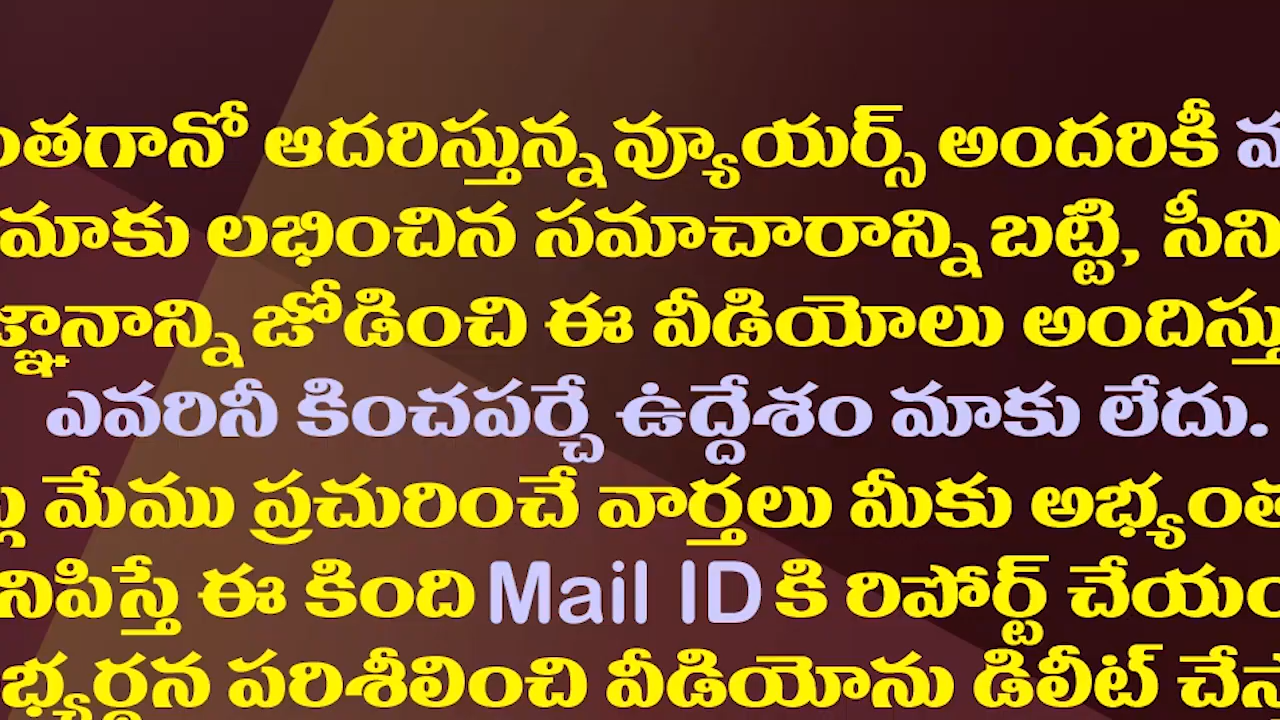 ఆదరిస్తున్న వ్యూయర్స్ అందరికీ
మాకు లభించిన సమాచారాన్ని బట్టి,
జోడించి ఈ వీడియోలు
ఎవరినీ కించపర్చే ఉద్దేశం మాకు లేదు.
మేము ప్రచురించే వార్తలు మీకు
ఈ కింది Mail ID కి రిపోర్ట్
పరిశీలించి వీడియోను డిలీట్